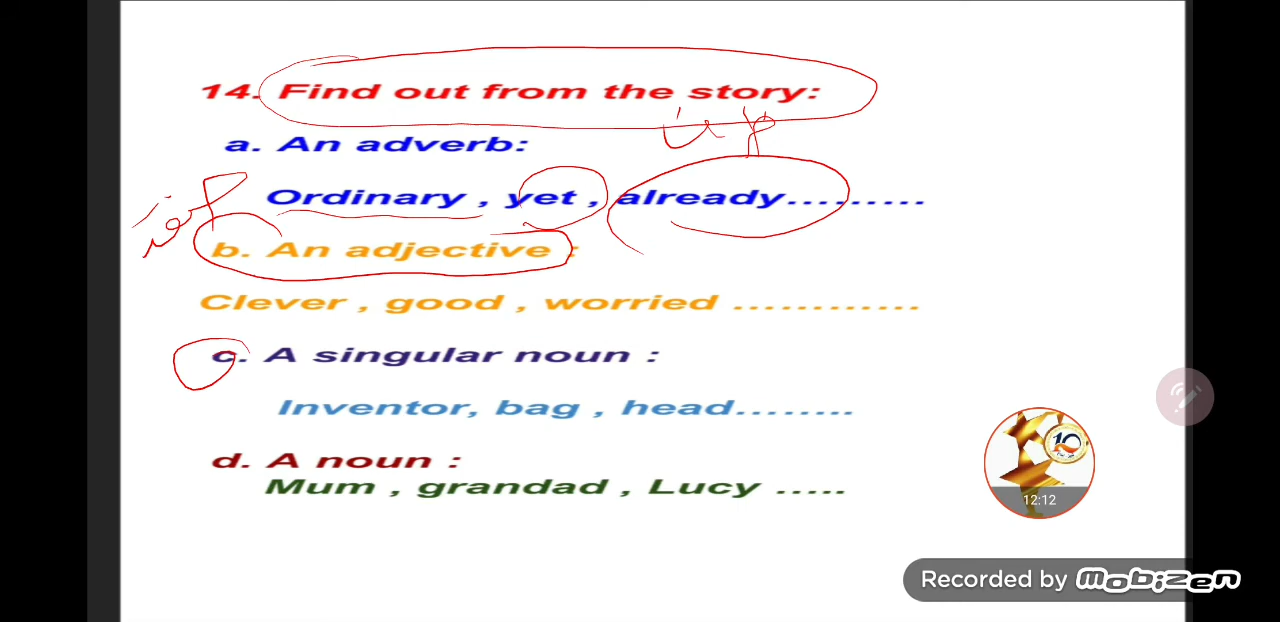 14. Find out from the story:
a. An adverb:
Ordinary , yet , already.........
b. An adjective :
Clever , good , worried ............
c. A singular noun :
Inventor, bag , head........
d. A noun :
Mum , grandad , Lucy .....
10
12:12
Recorded by Mobizen